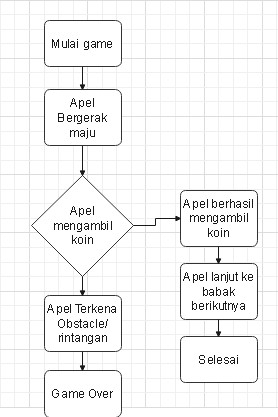 Mulai game
Apel
Bergerak
maju
Apel
mengambil
koin
Apel berhasil
mengambil
koin
Apel lanjut ke
babak
berikutnya
Selesai
Apel Terkena
Obstacle/
rintangan
Game Over